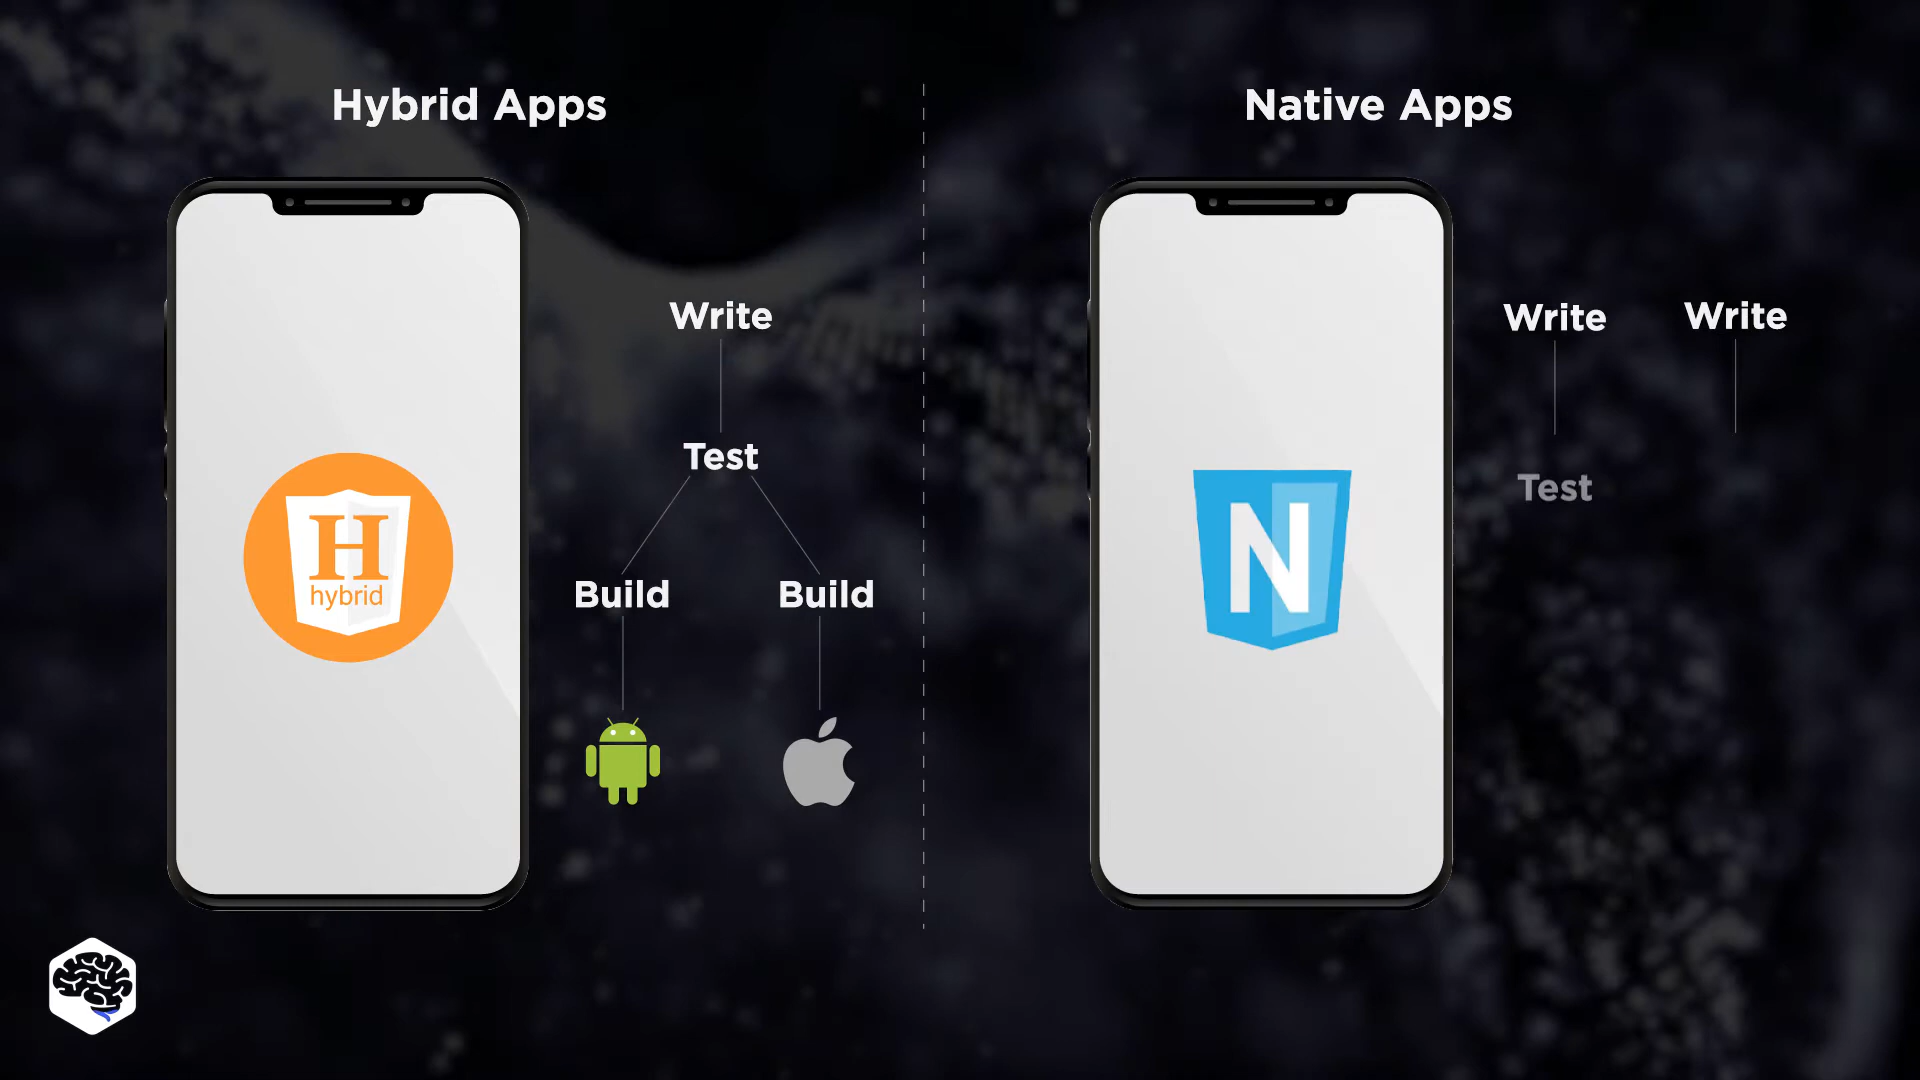 Hybrid Apps
H
hybrid
Write
Test
Build
Build
Native Apps
N
Write
Write
Test